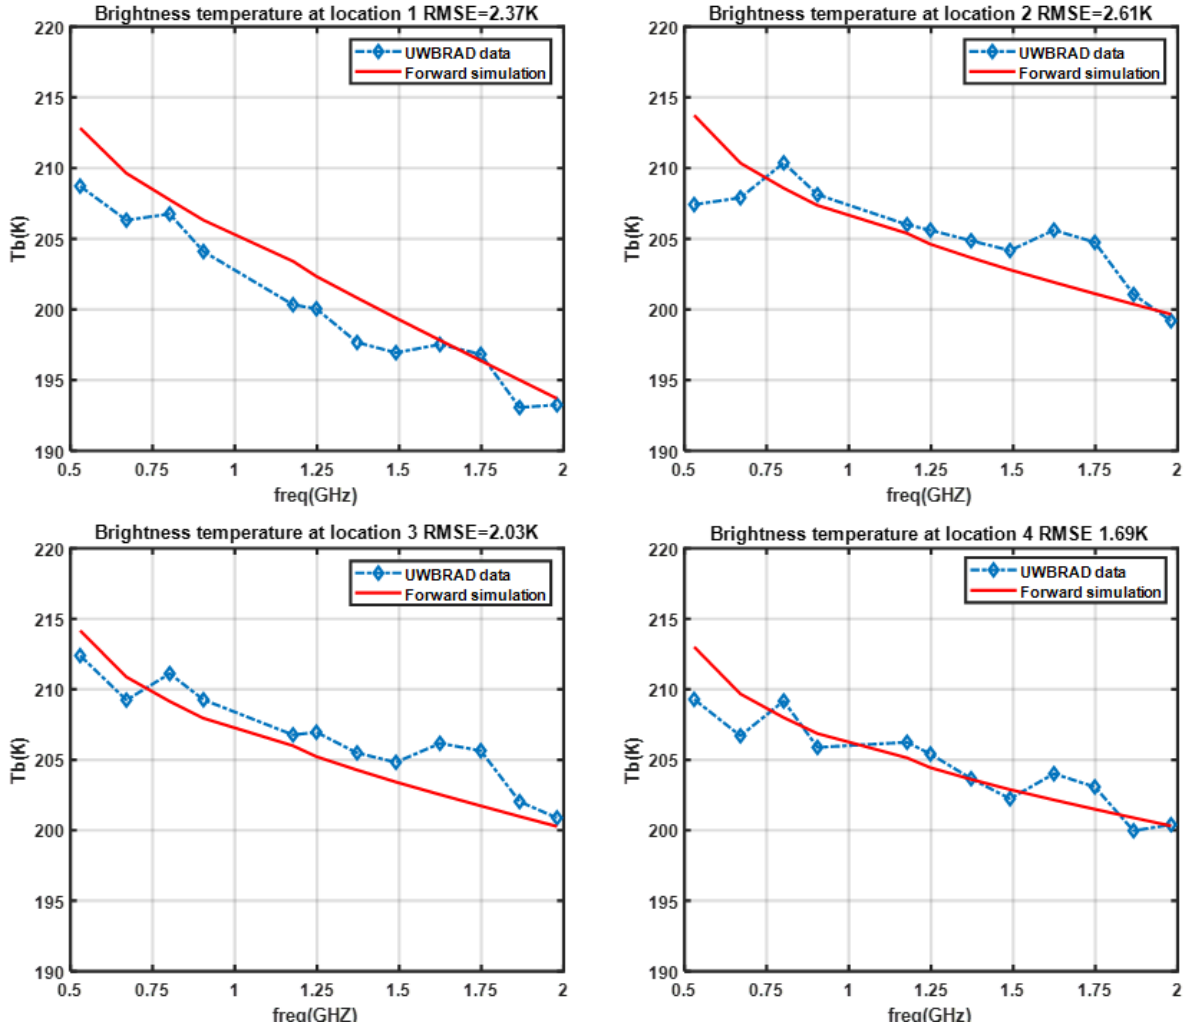 Brightness temperature at location 1 RMSE=2.37K
UWBRAD data
Forward simulation
Tb(K)
220
215
210
205
200
195
190
0.5 0.75 1 1.25 1.5 1.75 2
freq(GHz)
Brightness temperature at location 2 RMSE=2.61K
UWBRAD data
Forward simulation
Tb(K)
220
215
210
205
200
195
190
0.5 0.75 1 1.25 1.5 1.75 2
freq(GHZ)
Brightness temperature at location 3 RMSE=2.03K
UWBRAD data
Forward simulation
Tb(K)
220
215
210
205
200
195
190
0.5 0.75 1 1.25 1.5 1.75 2
freq(GHZ)
Brightness temperature at location 4 RMSE 1.69K
UWBRAD data
Forward simulation
Tb(K)
220
215
210
205
200
195
190
0.5 0.75 1 1.25 1.5 1.75 2
freq(GHz)